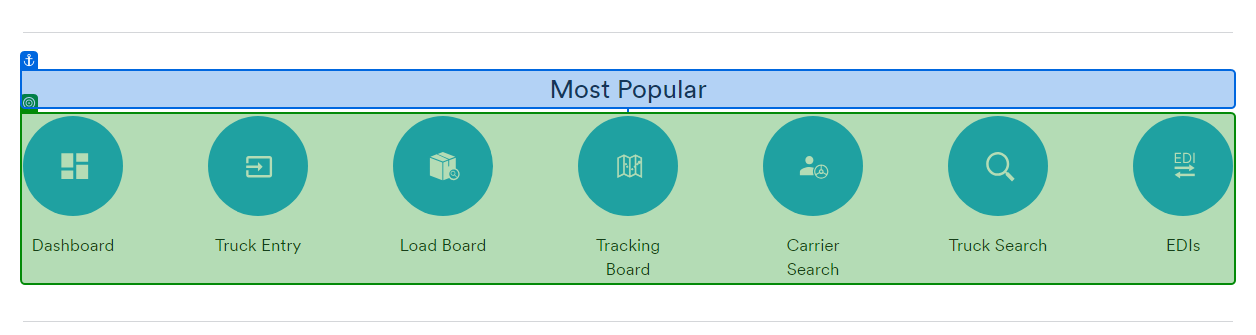 Most Popular
EDI
Dashboard
Truck Entry
Load Board
Tracking
Board
Carrier
Search
Truck Search
EDIs